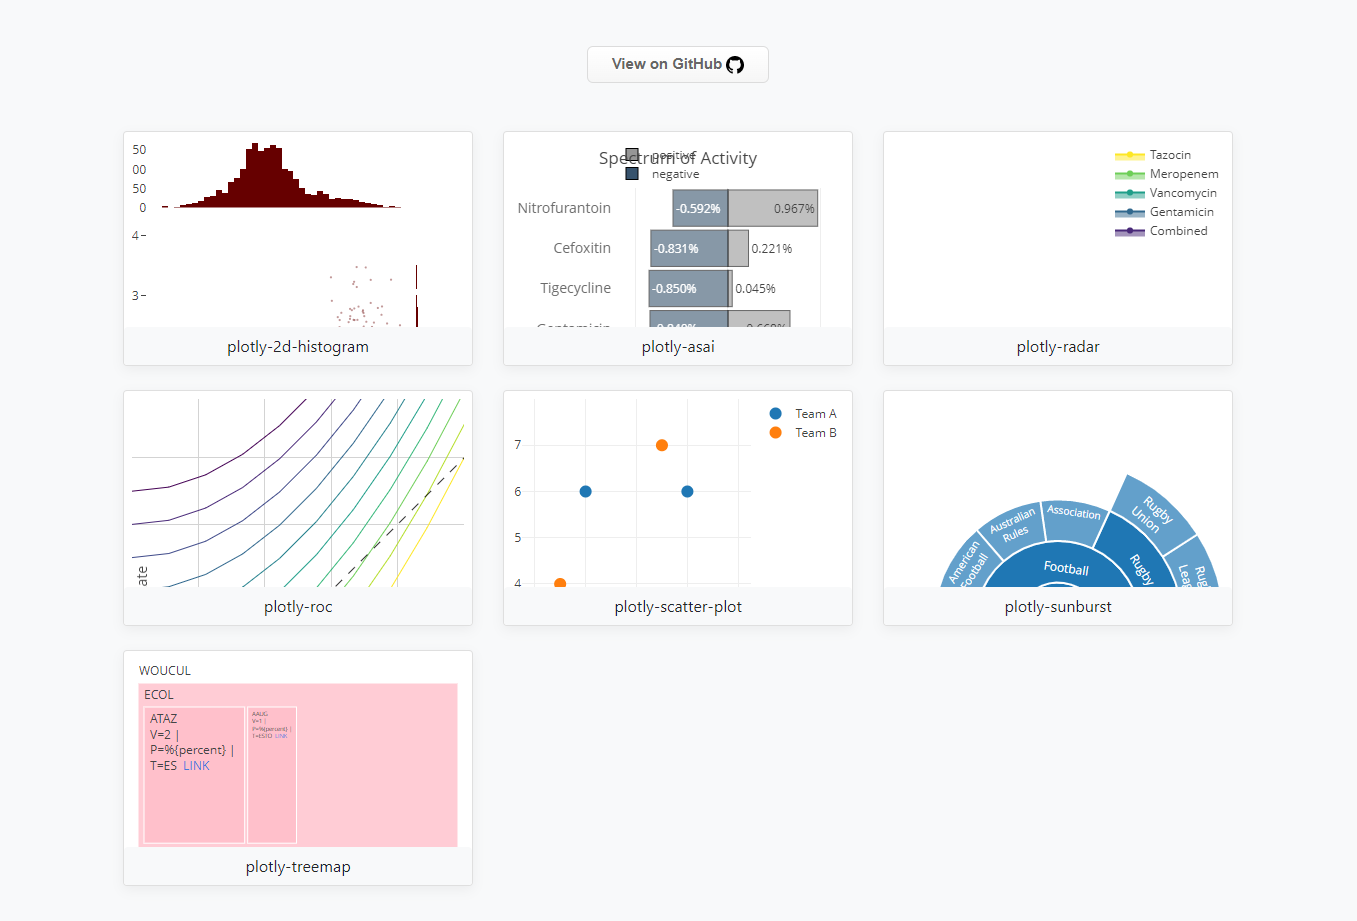 View on GitHub
50
00
50
0
4
3
plotly-2d-histogram
Spectrum of Activity
positive
negative
Nitrofurantoin -0.592% 0.967%
Cefoxitin -0.831% 0.221%
Tigecycline -0.850% 0.045%
plotly-asai
Tazocin
Meropenem
Vancomycin
Gentamicin
Combined
plotly-radar
ate
plotly-roc
Team A
Team B
7
6
5
4
plotly-scatter-plot
American Football
Australian Rules
Association
Rugby Union
Football
Rugby
plotly-sunburst
WOUCUL
ECOL
ATAZ
V=2 |
P=%{percent} |
T=ES LINK
V=1 |
P=%{percent} |
T=ESTO LINK
plotly-treemap